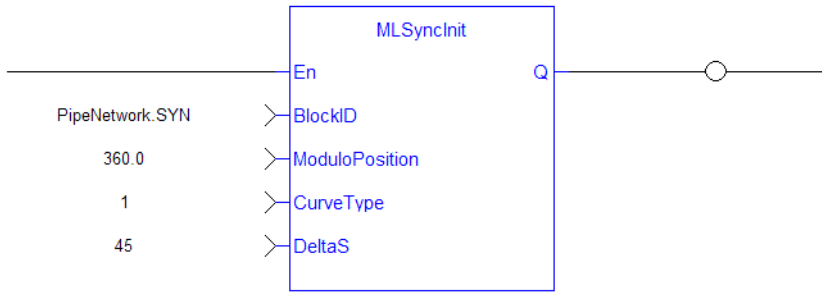 MLSyncInit
En Q
PipeNetwork.SYN BlockID
360.0 ModuloPosition
1 CurveType
45 DeltaS